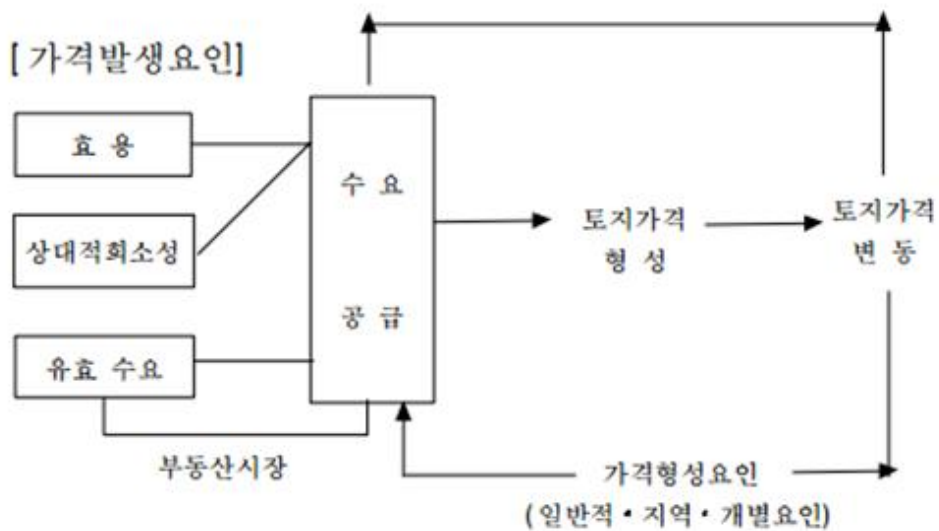 [가격발생요인]
효 용
상대적희소성
유효 수요
수 요
공 급
부동산시장
토지가격
형 성
토지가격
변 동
가격형성요인
(일반적・지역・개별요인)